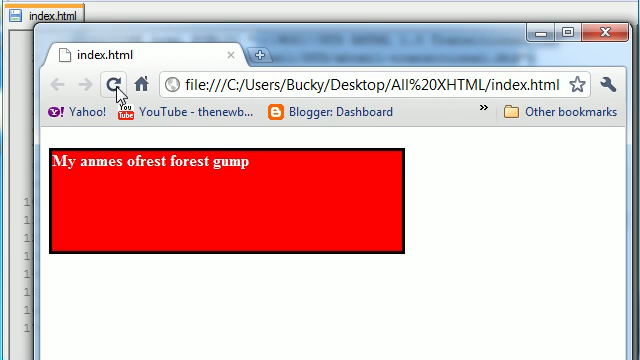 index.html
index.html
file:///C:/Users/Bucky/Desktop/All%20XHTML/index.html
Yahoo! YouTube - thenewb... Blogger: Dashboard » Other bookmarks
My anmes ofrest forest gump